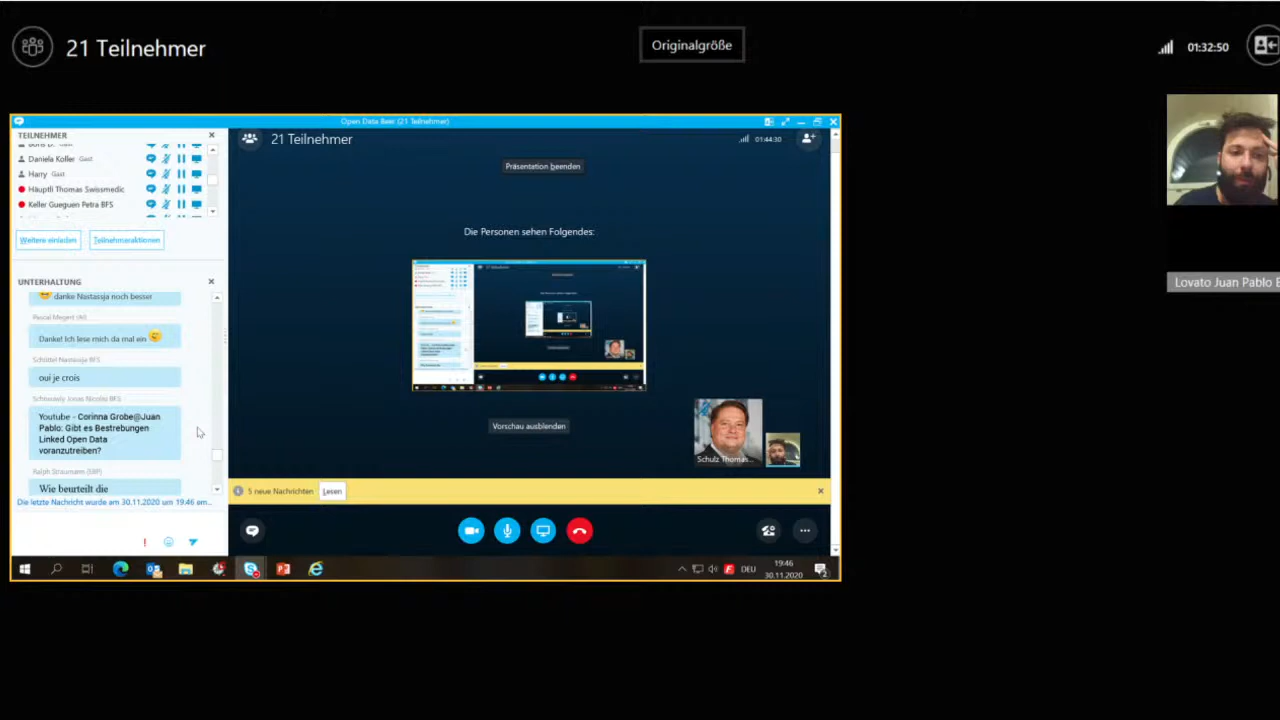 21 Teilnehmer
Originalgröße
01:32:50
Open Data Beer (21 Teilnehmer)
TEILNEHMER
Daniela Koller Gast
Harry Gast
Häuptli Thomas Swissmedic
Keller Gueguen Petra BFS
Weitere einladen
Teilnehmeraktionen
UNTERHALTUNG
danke Nastassja noch besser
Danke! Ich lese mich da mal ein
oui je crois
Youtube - Corinna Grobe@Juan
Pablo: Gibt es Bestrebungen
Linked Open Data
voranzutreiben?
Ralph Straumann (EBP)
Wie beurteilt die
Die letzte Nachricht wurde am 30.11.2020 um 19:46 em...
21 Teilnehmer
01:44:30
Präsentation beenden
Die Personen sehen Folgendes:
Vorschau ausblenden
Schulz Thomas...
5 neue Nachrichten
Lesen
DEU
19:46
30.11.2020
2
Lovato Juan Pablo